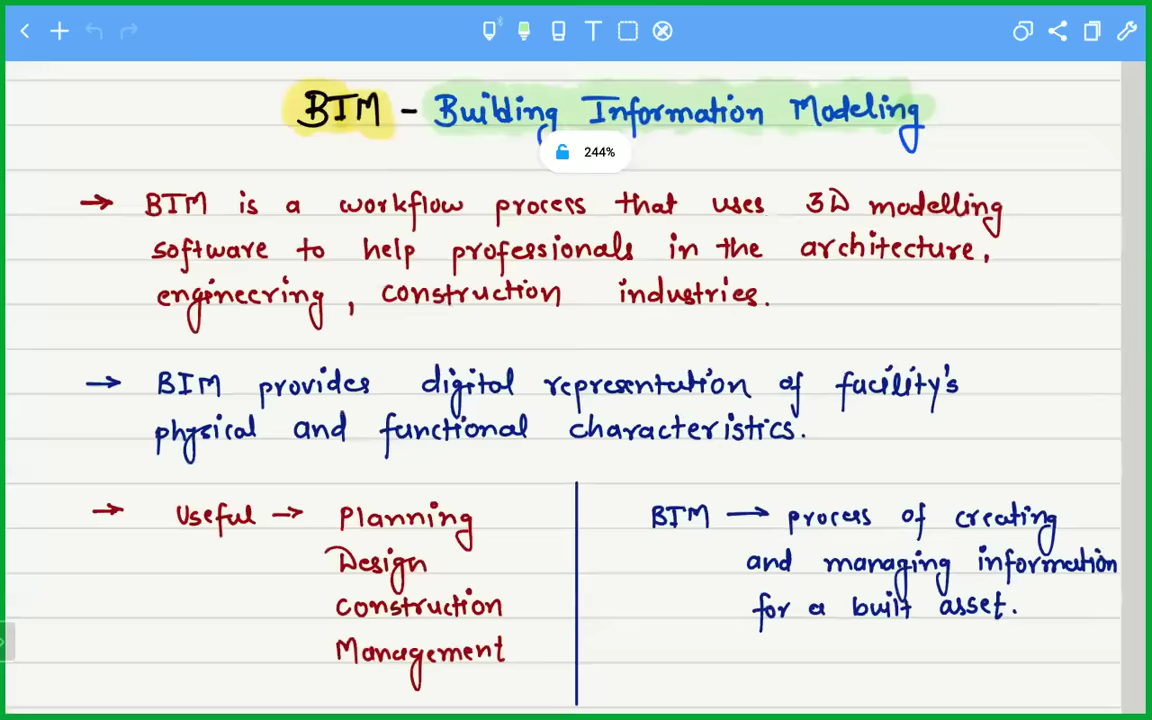 BIM - Building Information Modeling
244%
→ BIM is a workflow process that uses 3D modelling
software to help professionals in the architecture,
engineering, construction industries.
→ BIM provides digital representation of facility's
physical and functional characteristics.
→ Useful → Planning
Design
Construction
Management
BIM → process of creating
and managing information
for a built asset.